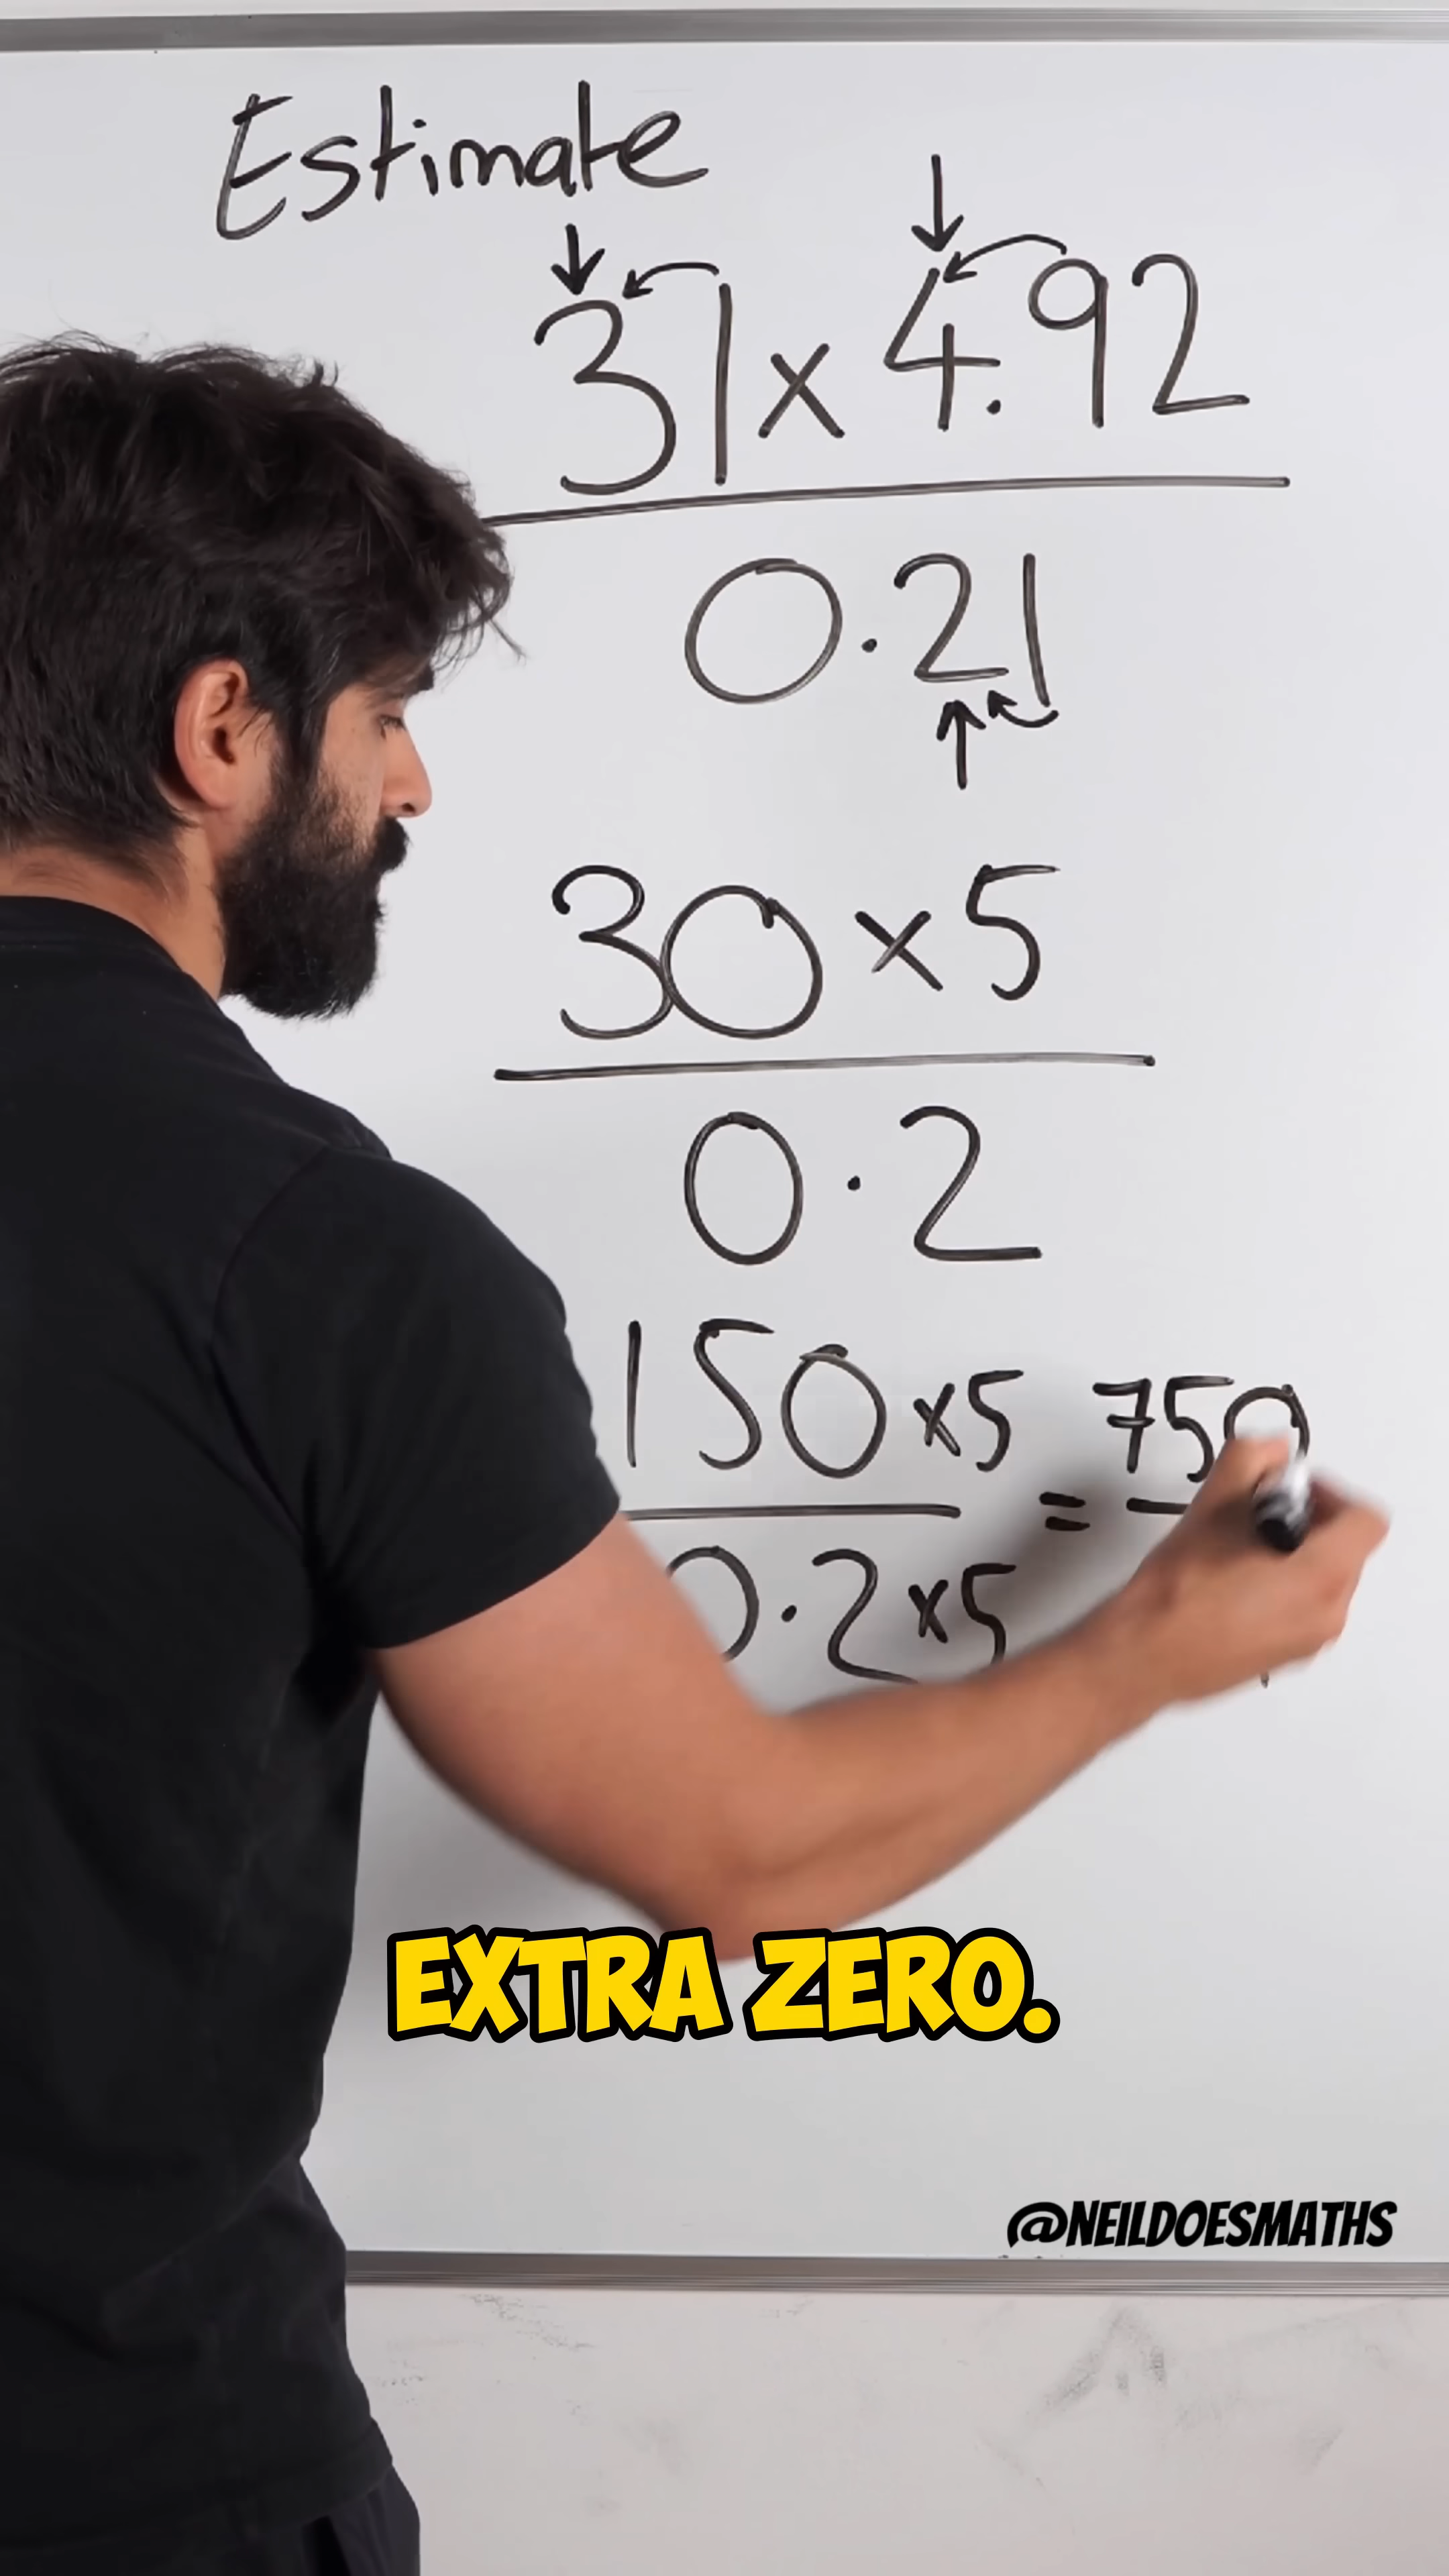 Estimate
31 x 4.92
0.21
30 x 5
0.2
150 x5 = 750
0.2 x5
EXTRA ZERO.
@NEILDOESMATHS